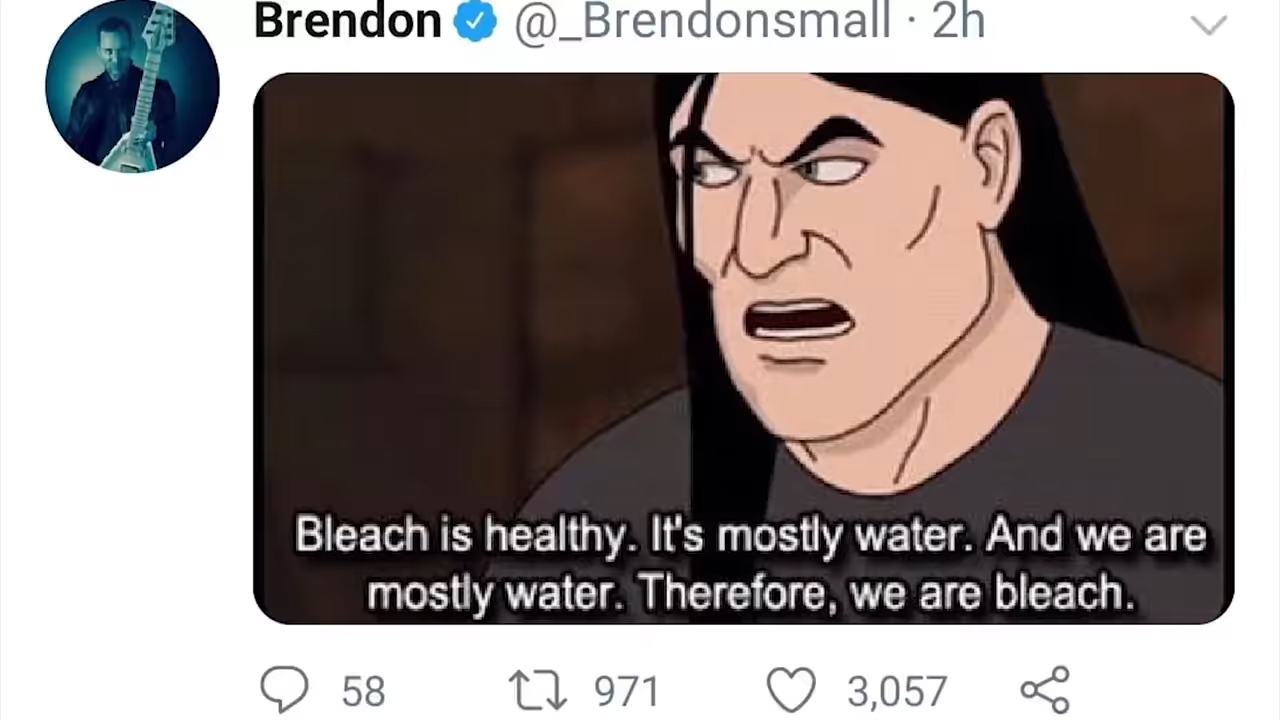 Brendon @_Brendonsmall · 2h
Bleach is healthy. It's mostly water. And we are
mostly water. Therefore, we are bleach.
58 971 3,057